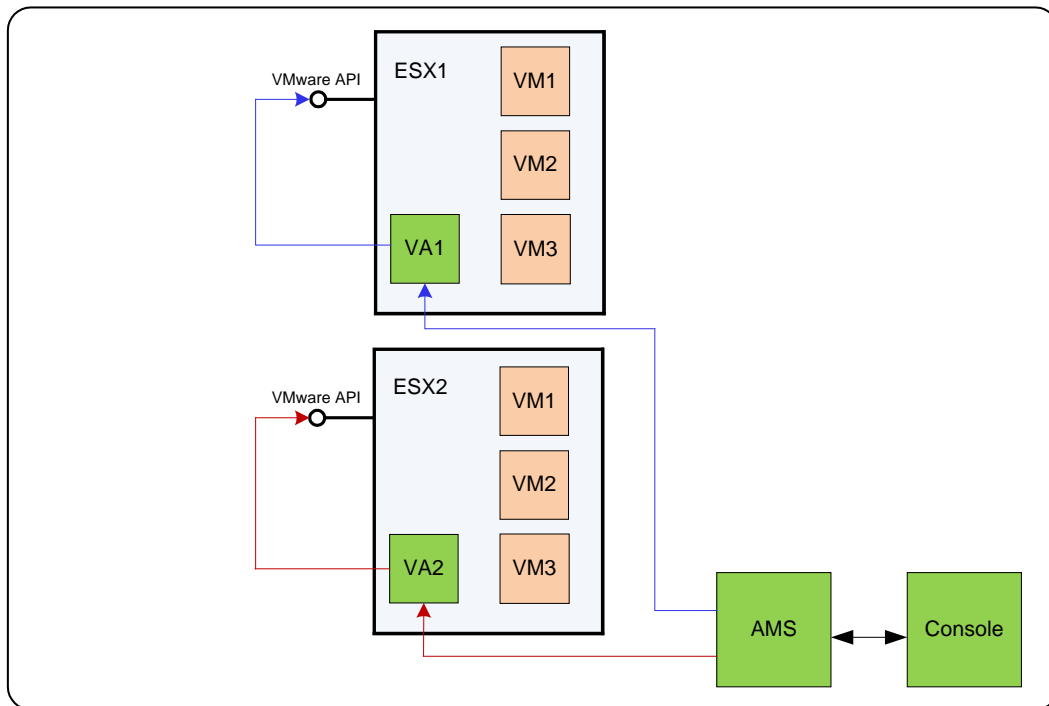 VMware API
ESX1
VM1
VM2
VA1
VM3
VMware API
ESX2
VM1
VM2
VA2
VM3
AMS
Console